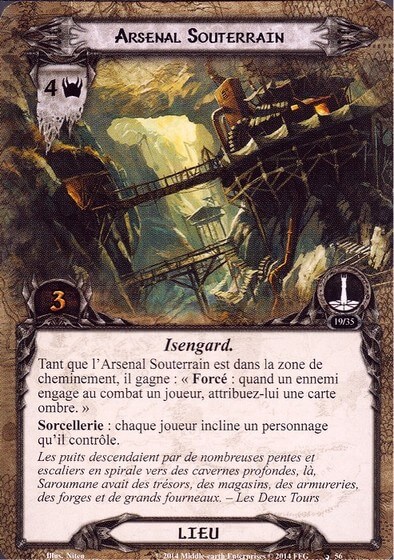 Arsenal Souterrain
4
3
19/35
Isengard.
Tant que l'Arsenal Souterrain est dans la zone de
cheminement, il gagne : « Forcé : quand un ennemi
engage au combat un joueur, attribuez-lui une carte
ombre. »
Sorcellerie : chaque joueur incline un personnage
qu'il contrôle.
Les puits descendaient par de nombreuses pentes et
escaliers en spirale vers des cavernes profondes, là,
Saroumane avait des trésors, des magasins, des armureries,
des forges et de grands fourneaux. – Les Deux Tours
LIEU
Illus. Niten
© 2014 Middle-earth Enterprises © 2014 FFG
56